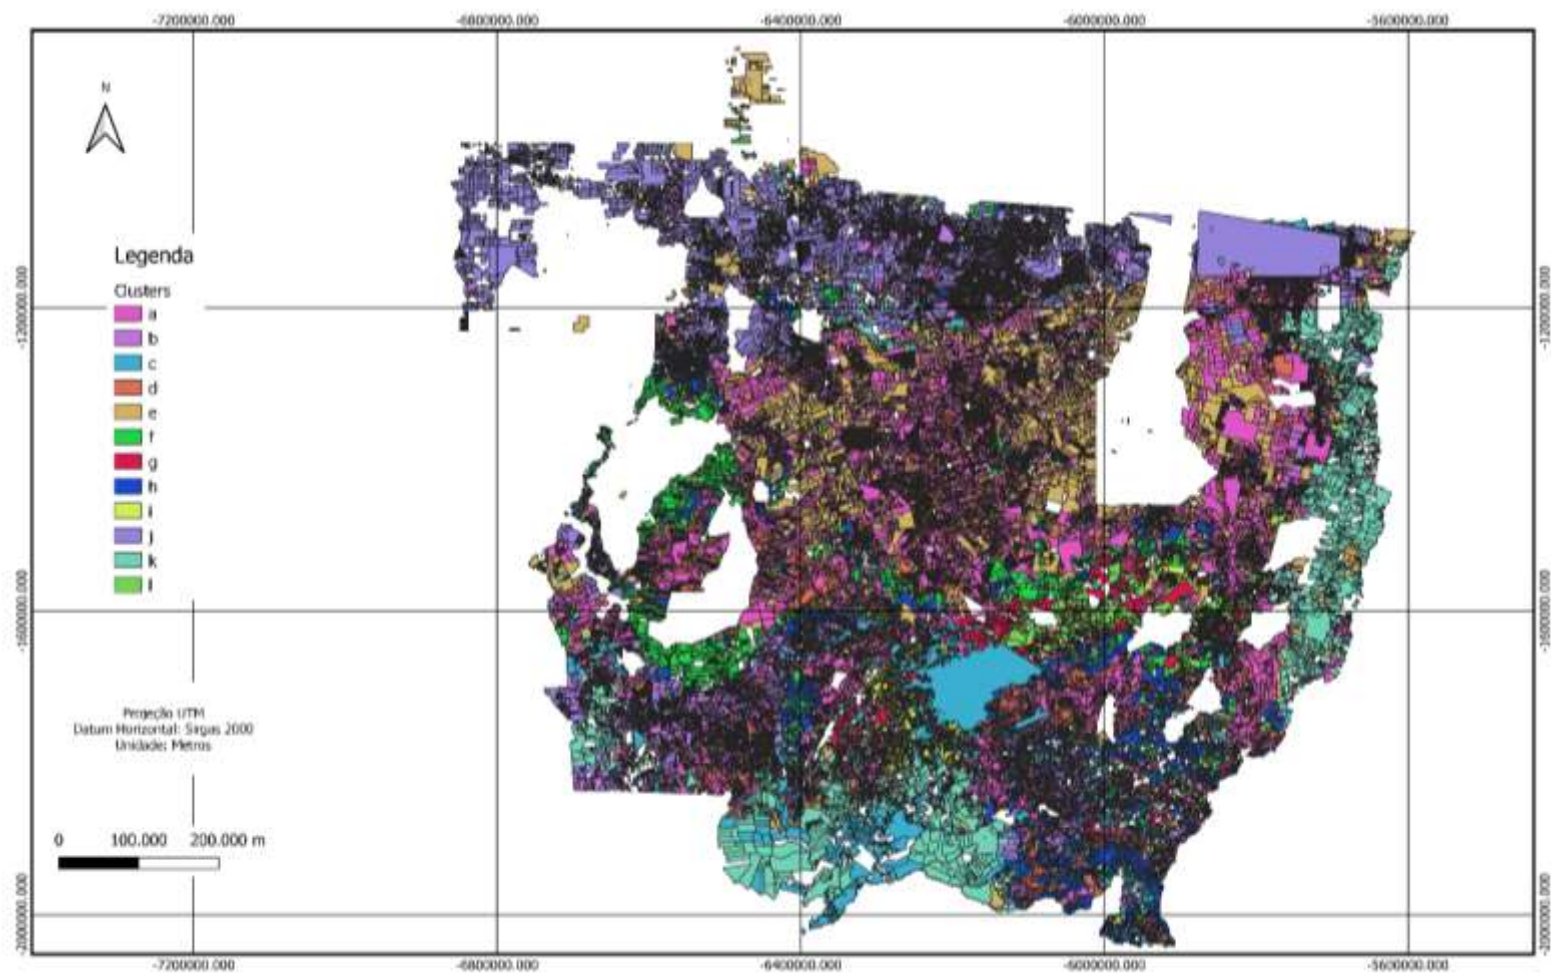 -7200000.000 -6800000.000 -6400000.000 -6000000.000 -5600000.000
N
Legenda
Clusters
a
b
c
d
e
f
g
h
i
j
k
l
-1200000.000 -1200000.000
-1600000.000 -1600000.000
-2000000.000 -2000000.000
Projeção UTM
Datum Horizontal: Sirgas 2000
Unidade: Metros
0 100.000 200.000 m
-7200000.000 -6800000.000 -6400000.000 -6000000.000 -5600000.000